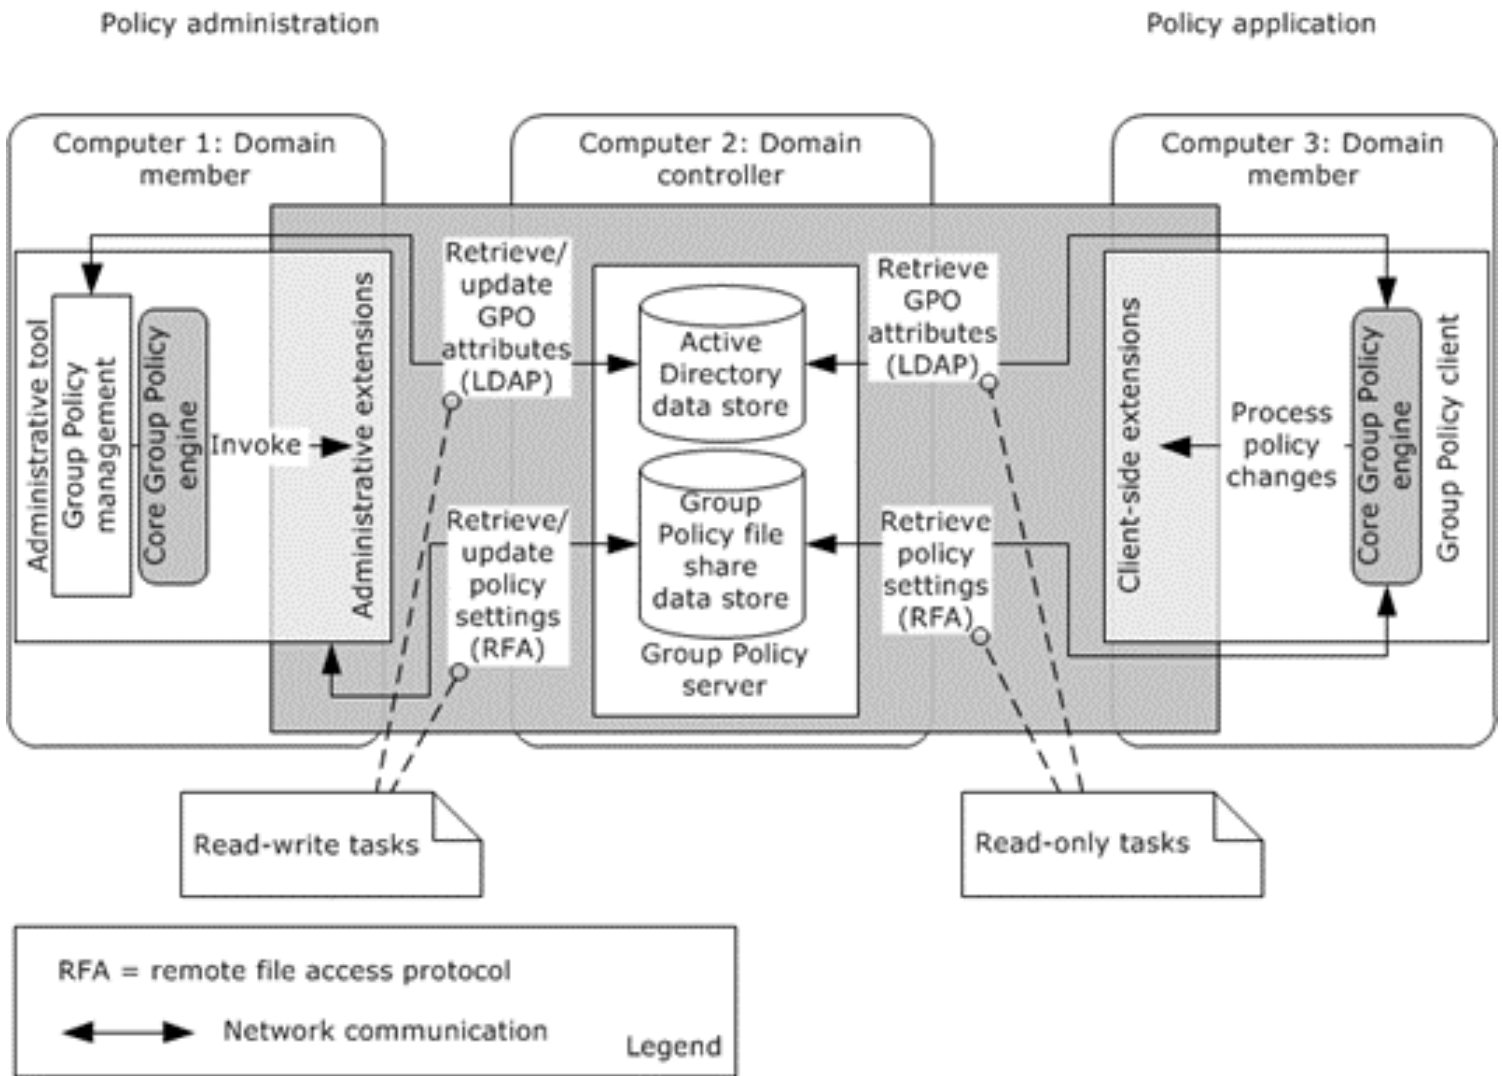 Policy administration
Policy application
Computer 1: Domain
member
Computer 2: Domain
controller
Computer 3: Domain
member
Administrative tool
Group Policy
management
Core Group Policy
engine
Invoke
Administrative extensions
Retrieve/
update
GPO
attributes
(LDAP)
Retrieve/
update
policy
settings
(RFA)
Active
Directory
data store
Group
Policy file
share
data store
Group Policy
server
Retrieve
GPO
attributes
(LDAP)
Retrieve
policy
settings
(RFA)
Client-side extensions
Process
policy
changes
Core Group Policy
engine
Group Policy client
Read-write tasks
Read-only tasks
RFA = remote file access protocol
Network communication
Legend